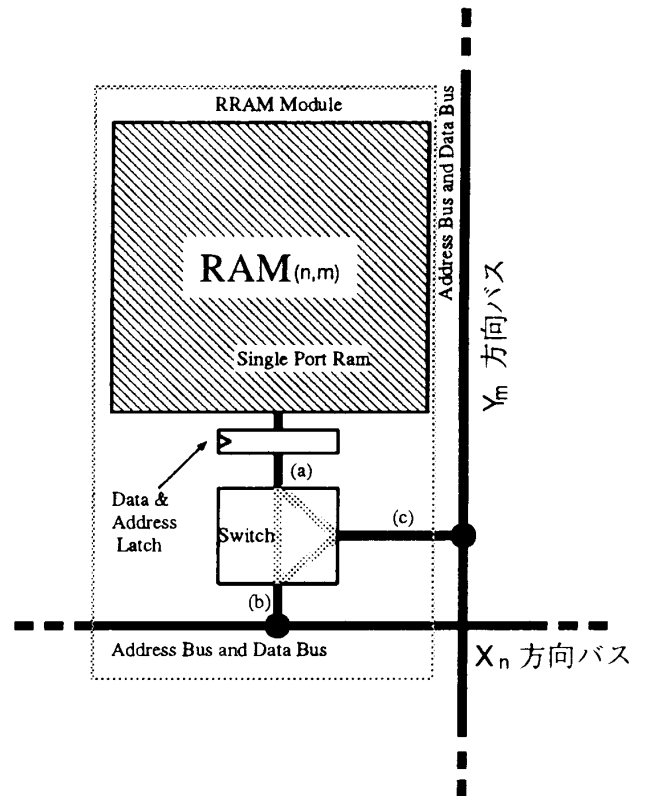 RRAM Module
Address Bus and Data Bus
RAM(n,m)
Single Port Ram
Ym 方向バス
Data &
Address
Latch
(a)
Switch
(c)
(b)
Address Bus and Data Bus
Xn 方向バス